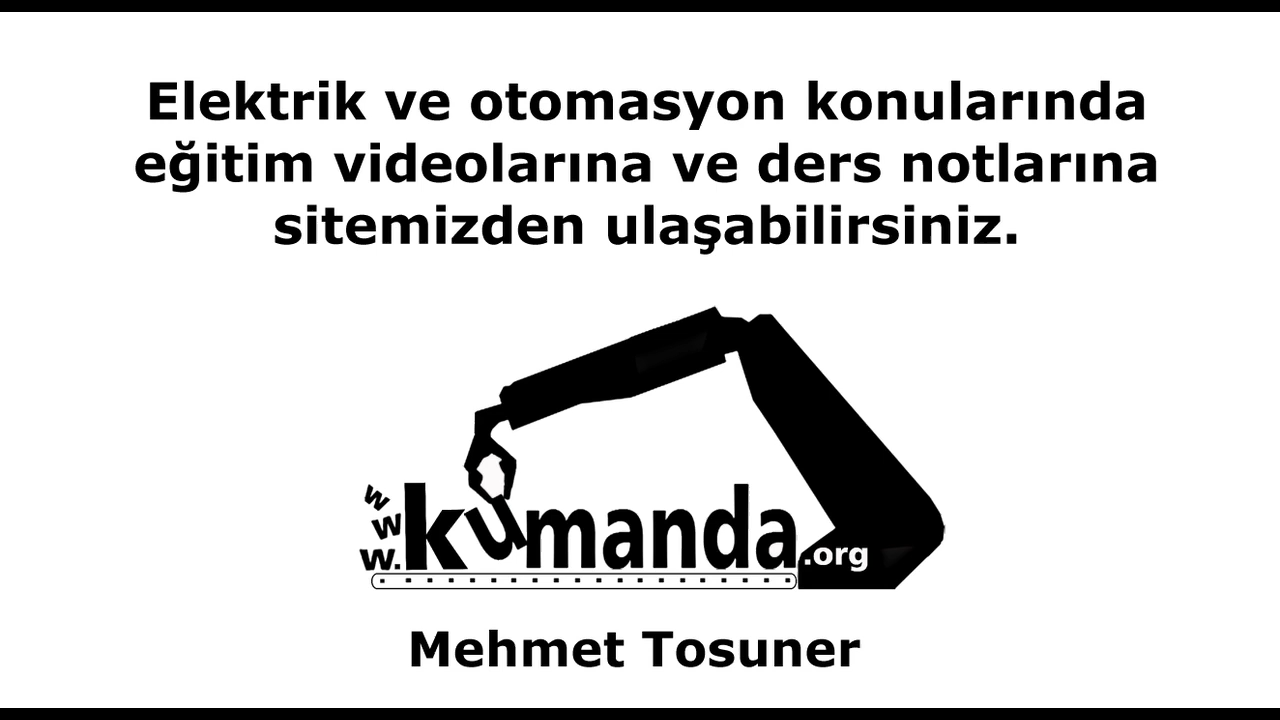 Elektrik ve otomasyon konularında
eğitim videolarına ve ders notlarına
sitemizden ulaşabilirsiniz.
www.kumanda.org
Mehmet Tosuner